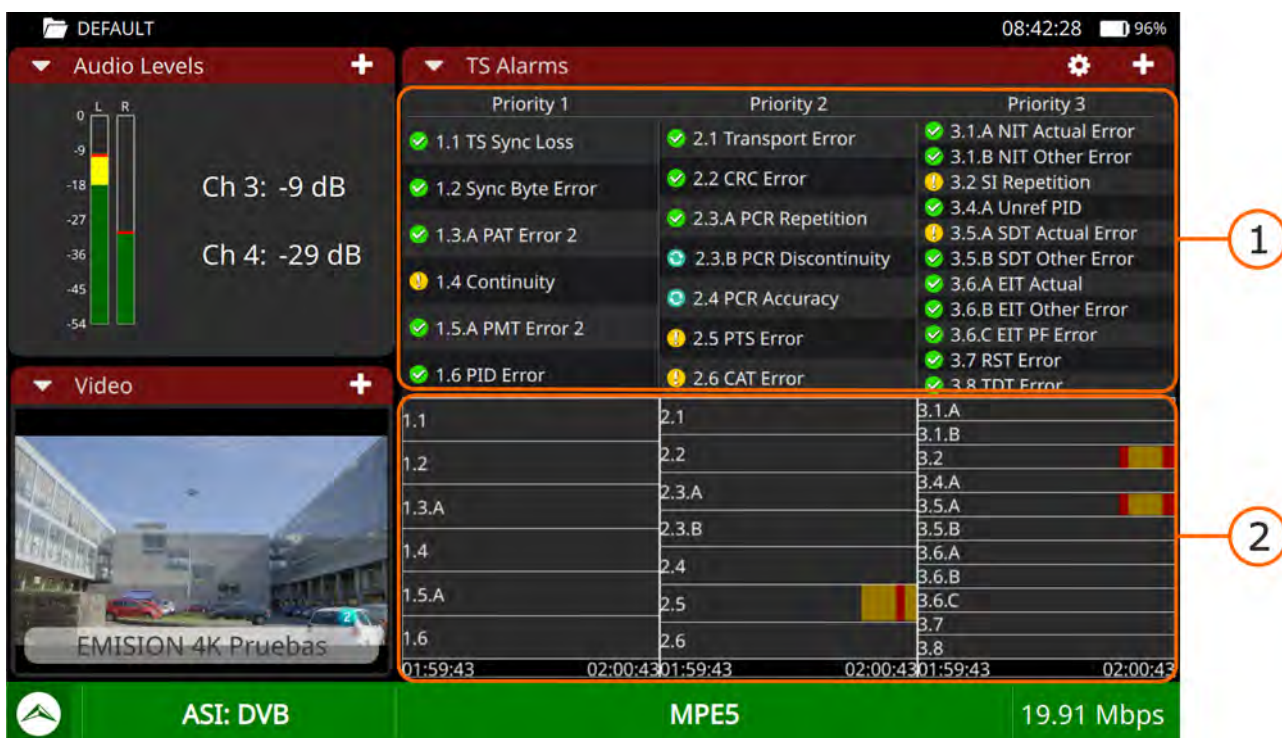 DEFAULT
08:42:28 96%
Audio Levels
L R
0
-9
-18
-27
-36
-45
-54
Ch 3: -9 dB
Ch 4: -29 dB
TS Alarms
Priority 1
1.1 TS Sync Loss
1.2 Sync Byte Error
1.3.A PAT Error 2
1.4 Continuity
1.5.A PMT Error 2
1.6 PID Error
Priority 2
2.1 Transport Error
2.2 CRC Error
2.3.A PCR Repetition
2.3.B PCR Discontinuity
2.4 PCR Accuracy
2.5 PTS Error
2.6 CAT Error
Priority 3
3.1.A NIT Actual Error
3.1.B NIT Other Error
3.2 SI Repetition
3.4.A Unref PID
3.5.A SDT Actual Error
3.5.B SDT Other Error
3.6.A EIT Actual
3.6.B EIT Other Error
3.6.C EIT PF Error
3.7 RST Error
3.8 TDT Error
1
Video
2
EMISION 4K Pruebas
1.1
1.2
1.3.A
1.4
1.5.A
1.6
01:59:43 02:00:43
2.1
2.2
2.3.A
2.3.B
2.4
2.5
2.6
01:59:43 02:00:43
3.1.A
3.1.B
3.2
3.4.A
3.5.A
3.5.B
3.6.A
3.6.B
3.6.C
3.7
3.8
01:59:43 02:00:43
2
ASI: DVB
MPE5
19.91 Mbps